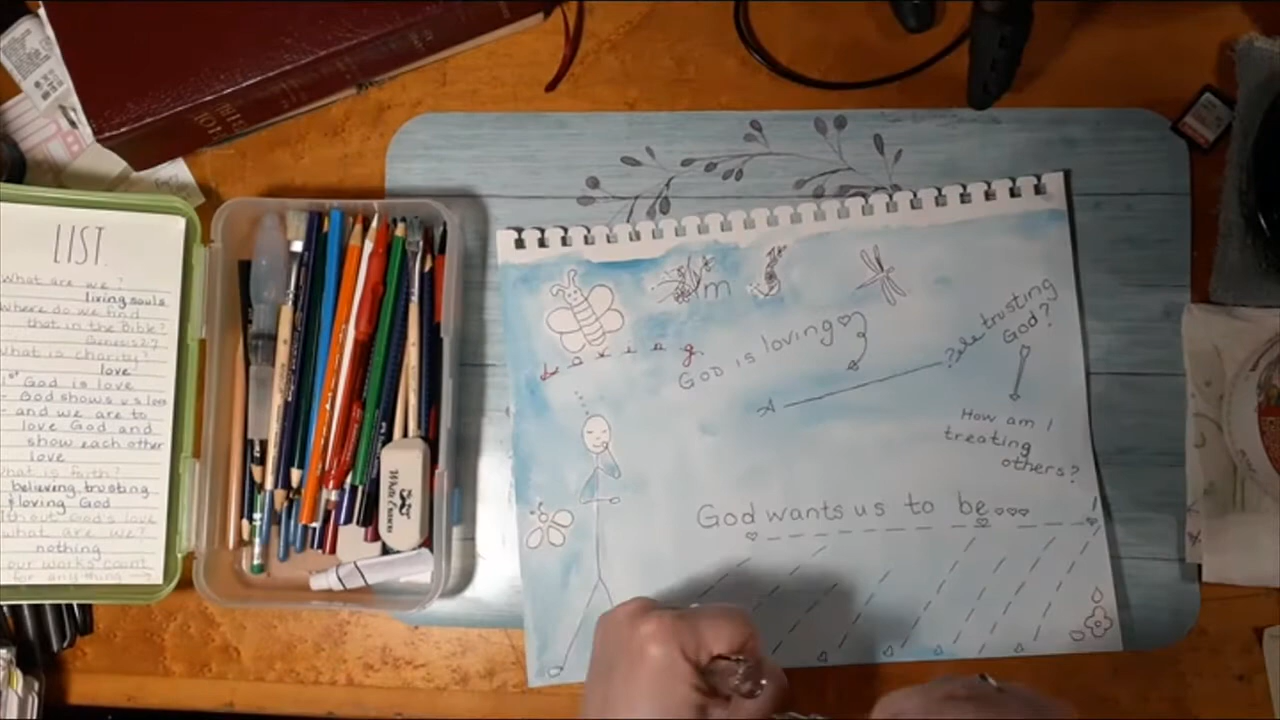 HOLY BIBLE
LIST
What are we?
living souls
Where do we find
that in the Bible?
Genesis 2:7
What is charity?
love
1st God is love
- God shows us love
- and we are to
love God and
show each other
love
What is faith?
believing, trusting
& loving God
Without God's love
what are we?
nothing
our works count
for anything
m
God is loving
God?
How am I
treating
others?
God wants us to be